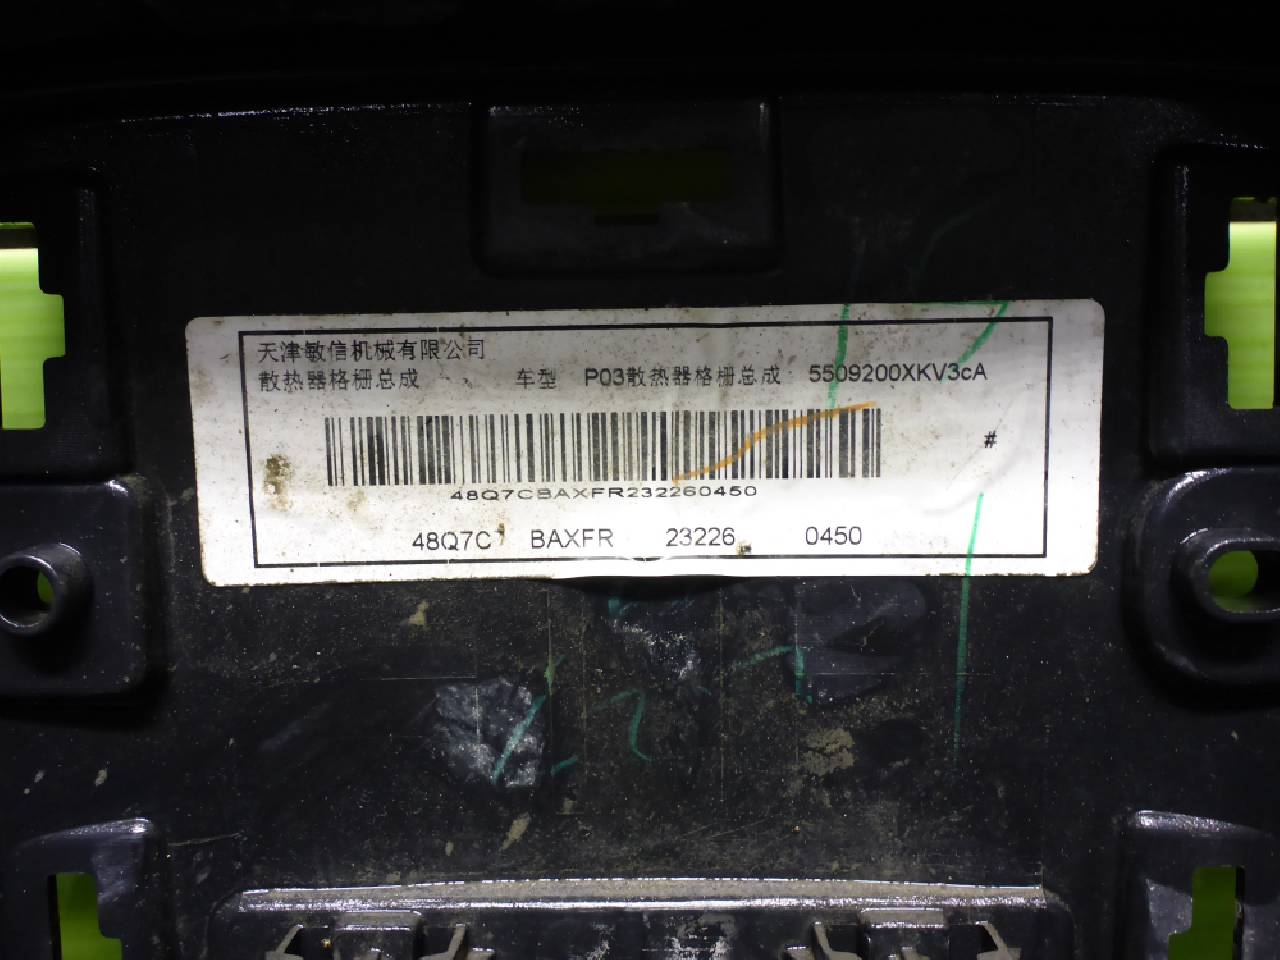 天津敏信机械有限公司
散热器格栅总成 车型 P03散热器格栅总成 5509200XKV3cA
#
48Q7CBAXFR232260450
48Q7C BAXFR 23226 0450